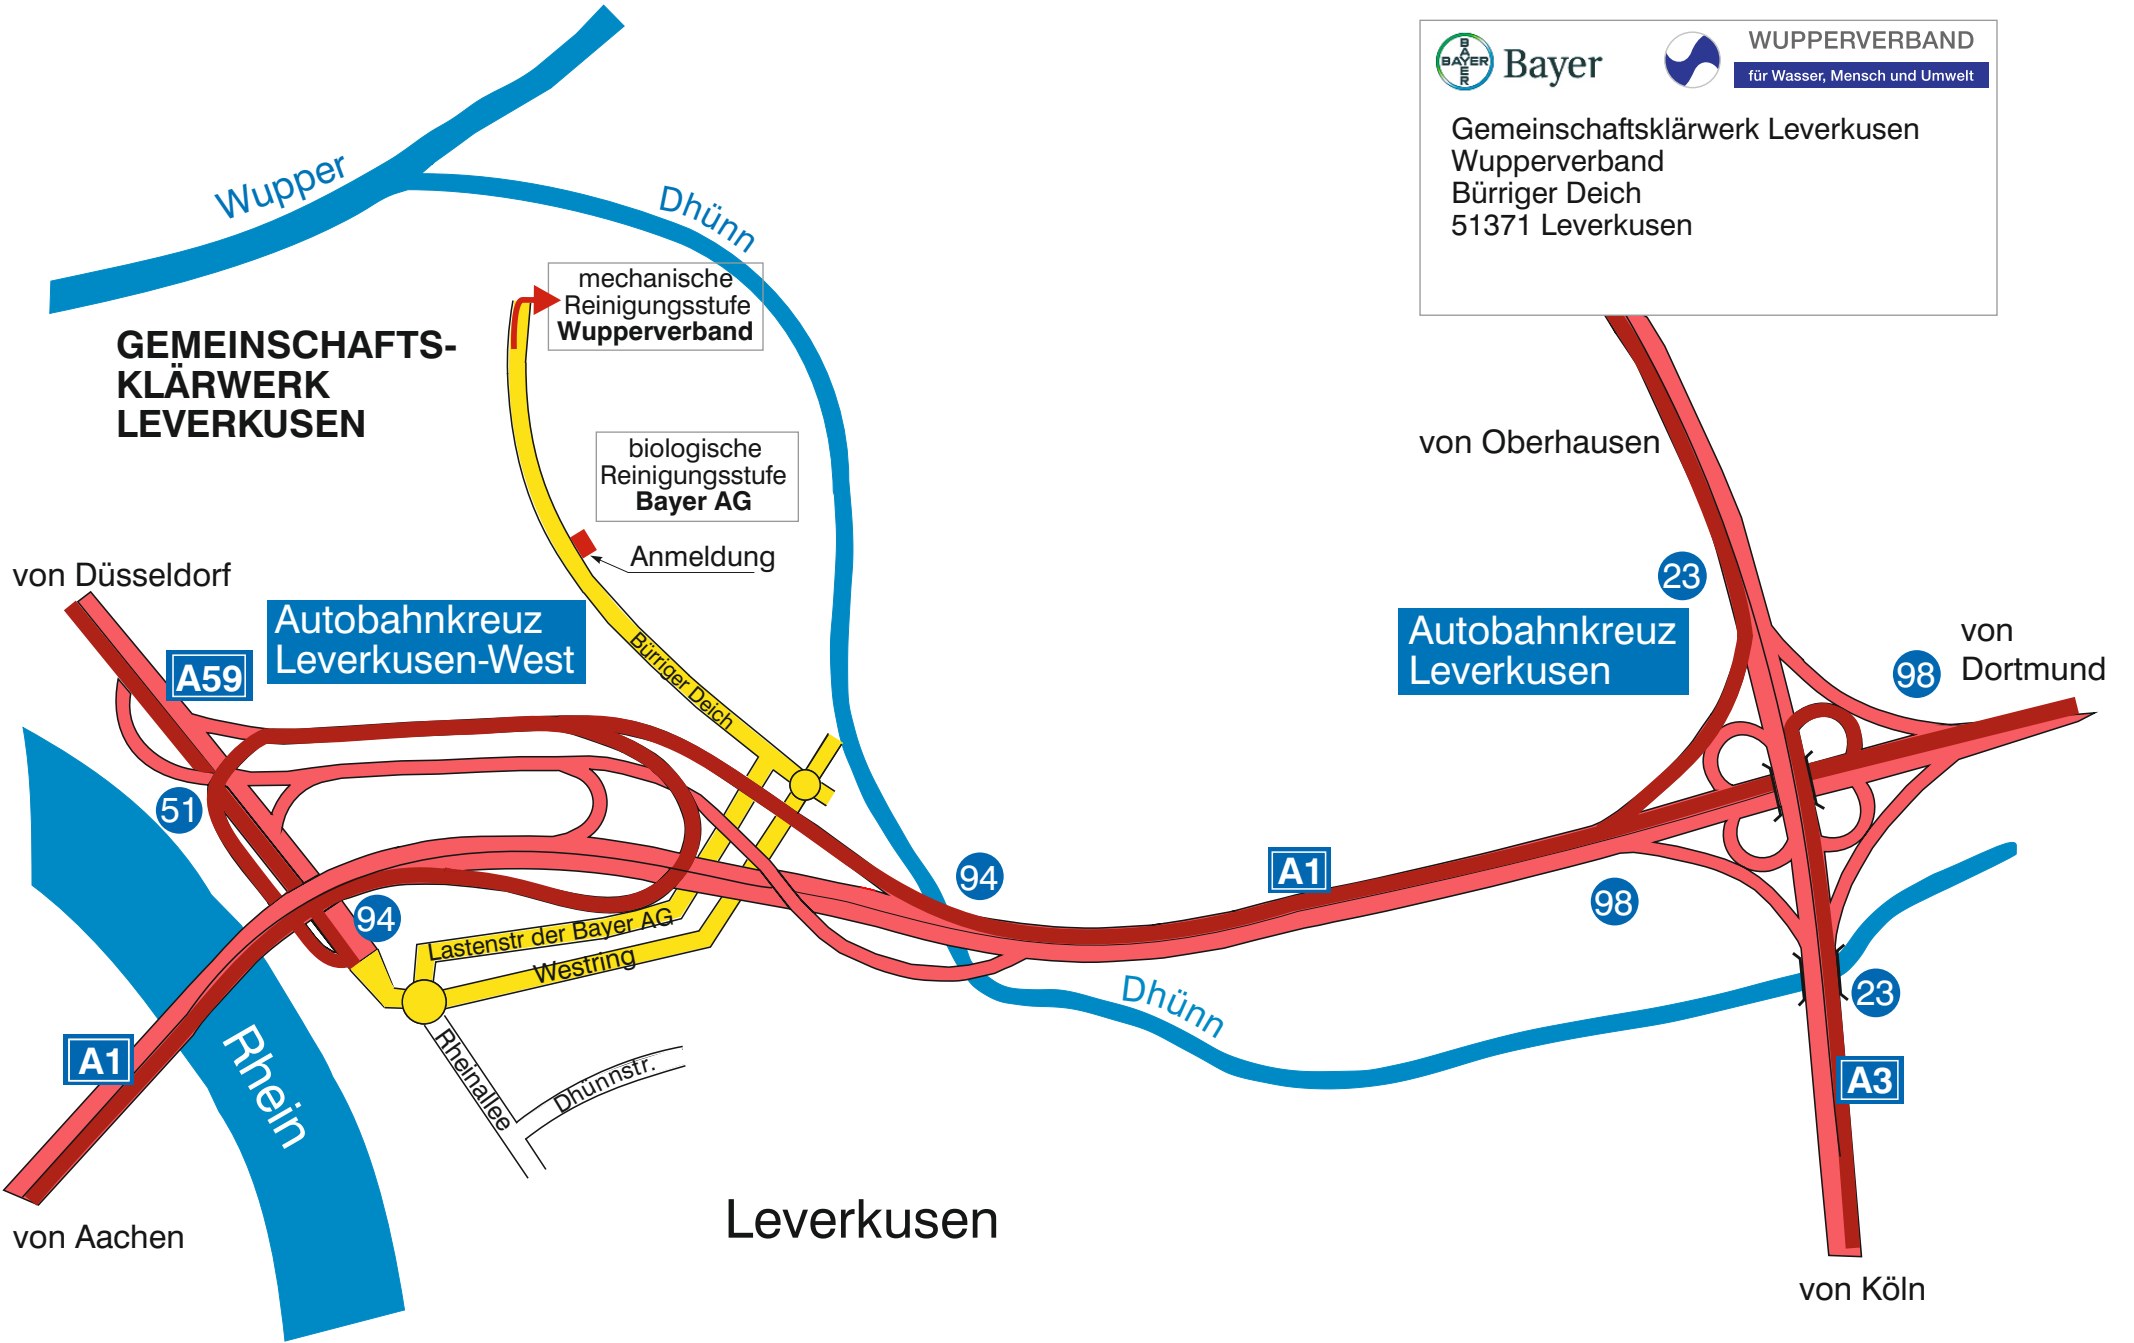 Wupper
Dhünn
BAYER
BAYER
Bayer
WUPPERVERBAND
für Wasser, Mensch und Umwelt
Gemeinschaftsklärwerk Leverkusen
Wupperverband
Bürriger Deich
51371 Leverkusen
mechanische
Reinigungsstufe
Wupperverband
GEMEINSCHAFTS-
KLÄRWERK
LEVERKUSEN
biologische
Reinigungsstufe
Bayer AG
Anmeldung
von Oberhausen
von Düsseldorf
Autobahnkreuz
Leverkusen-West
A59
Bürriger Deich
23
Autobahnkreuz
Leverkusen
98
von
Dortmund
51
94
94
A1
98
Lastenstr der Bayer AG
Westring
Rheinallee
Dhünnstr.
Dhünn
23
A3
A1
Rhein
von Aachen
Leverkusen
von Köln